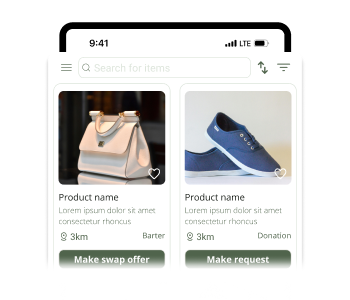 9:41
LTE
Search for items
Product name
Lorem ipsum dolor sit amet
consectetur rhoncus
3km
Barter
Make swap offer
Product name
Lorem ipsum dolor sit amet
consectetur rhoncus
3km
Donation
Make request